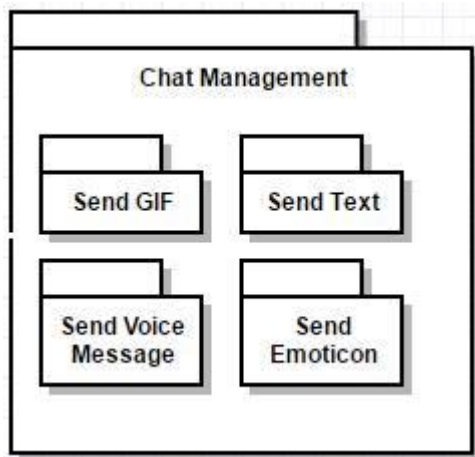 Chat Management
Send GIF
Send Text
Send Voice
Message
Send
Emoticon